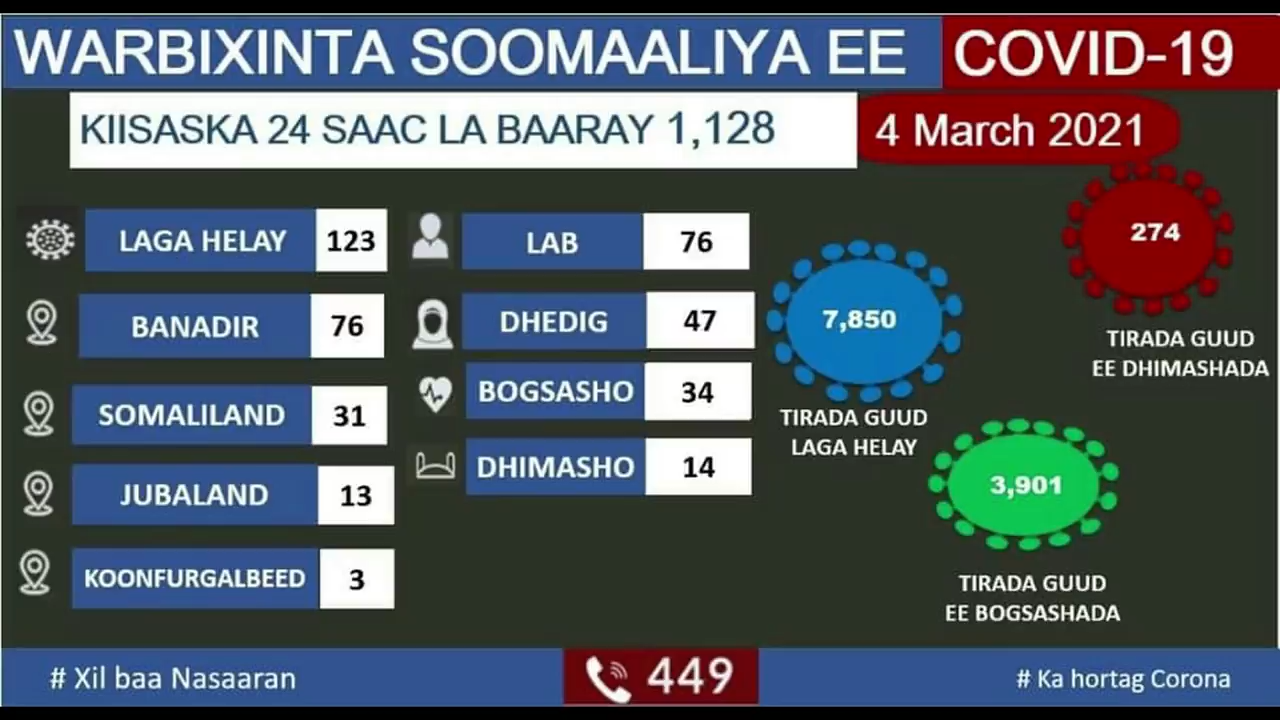 WARBIXINTA SOOMAALIYA EE COVID-19
KIISASKA 24 SAAC LA BAARAY 1,128
4 March 2021
LAGA HELAY 123
BANADIR 76
SOMALILAND 31
JUBALAND 13
KOONFURGALBEED 3
LAB 76
DHEDIG 47
BOGSASHO 34
DHIMASHO 14
7,850
TIRADA GUUD
LAGA HELAY
274
TIRADA GUUD
EE DHIMASHADA
3,901
TIRADA GUUD
EE BOGSASHADA
# Xil baa Nasaaran
449
# Ka hortag Corona